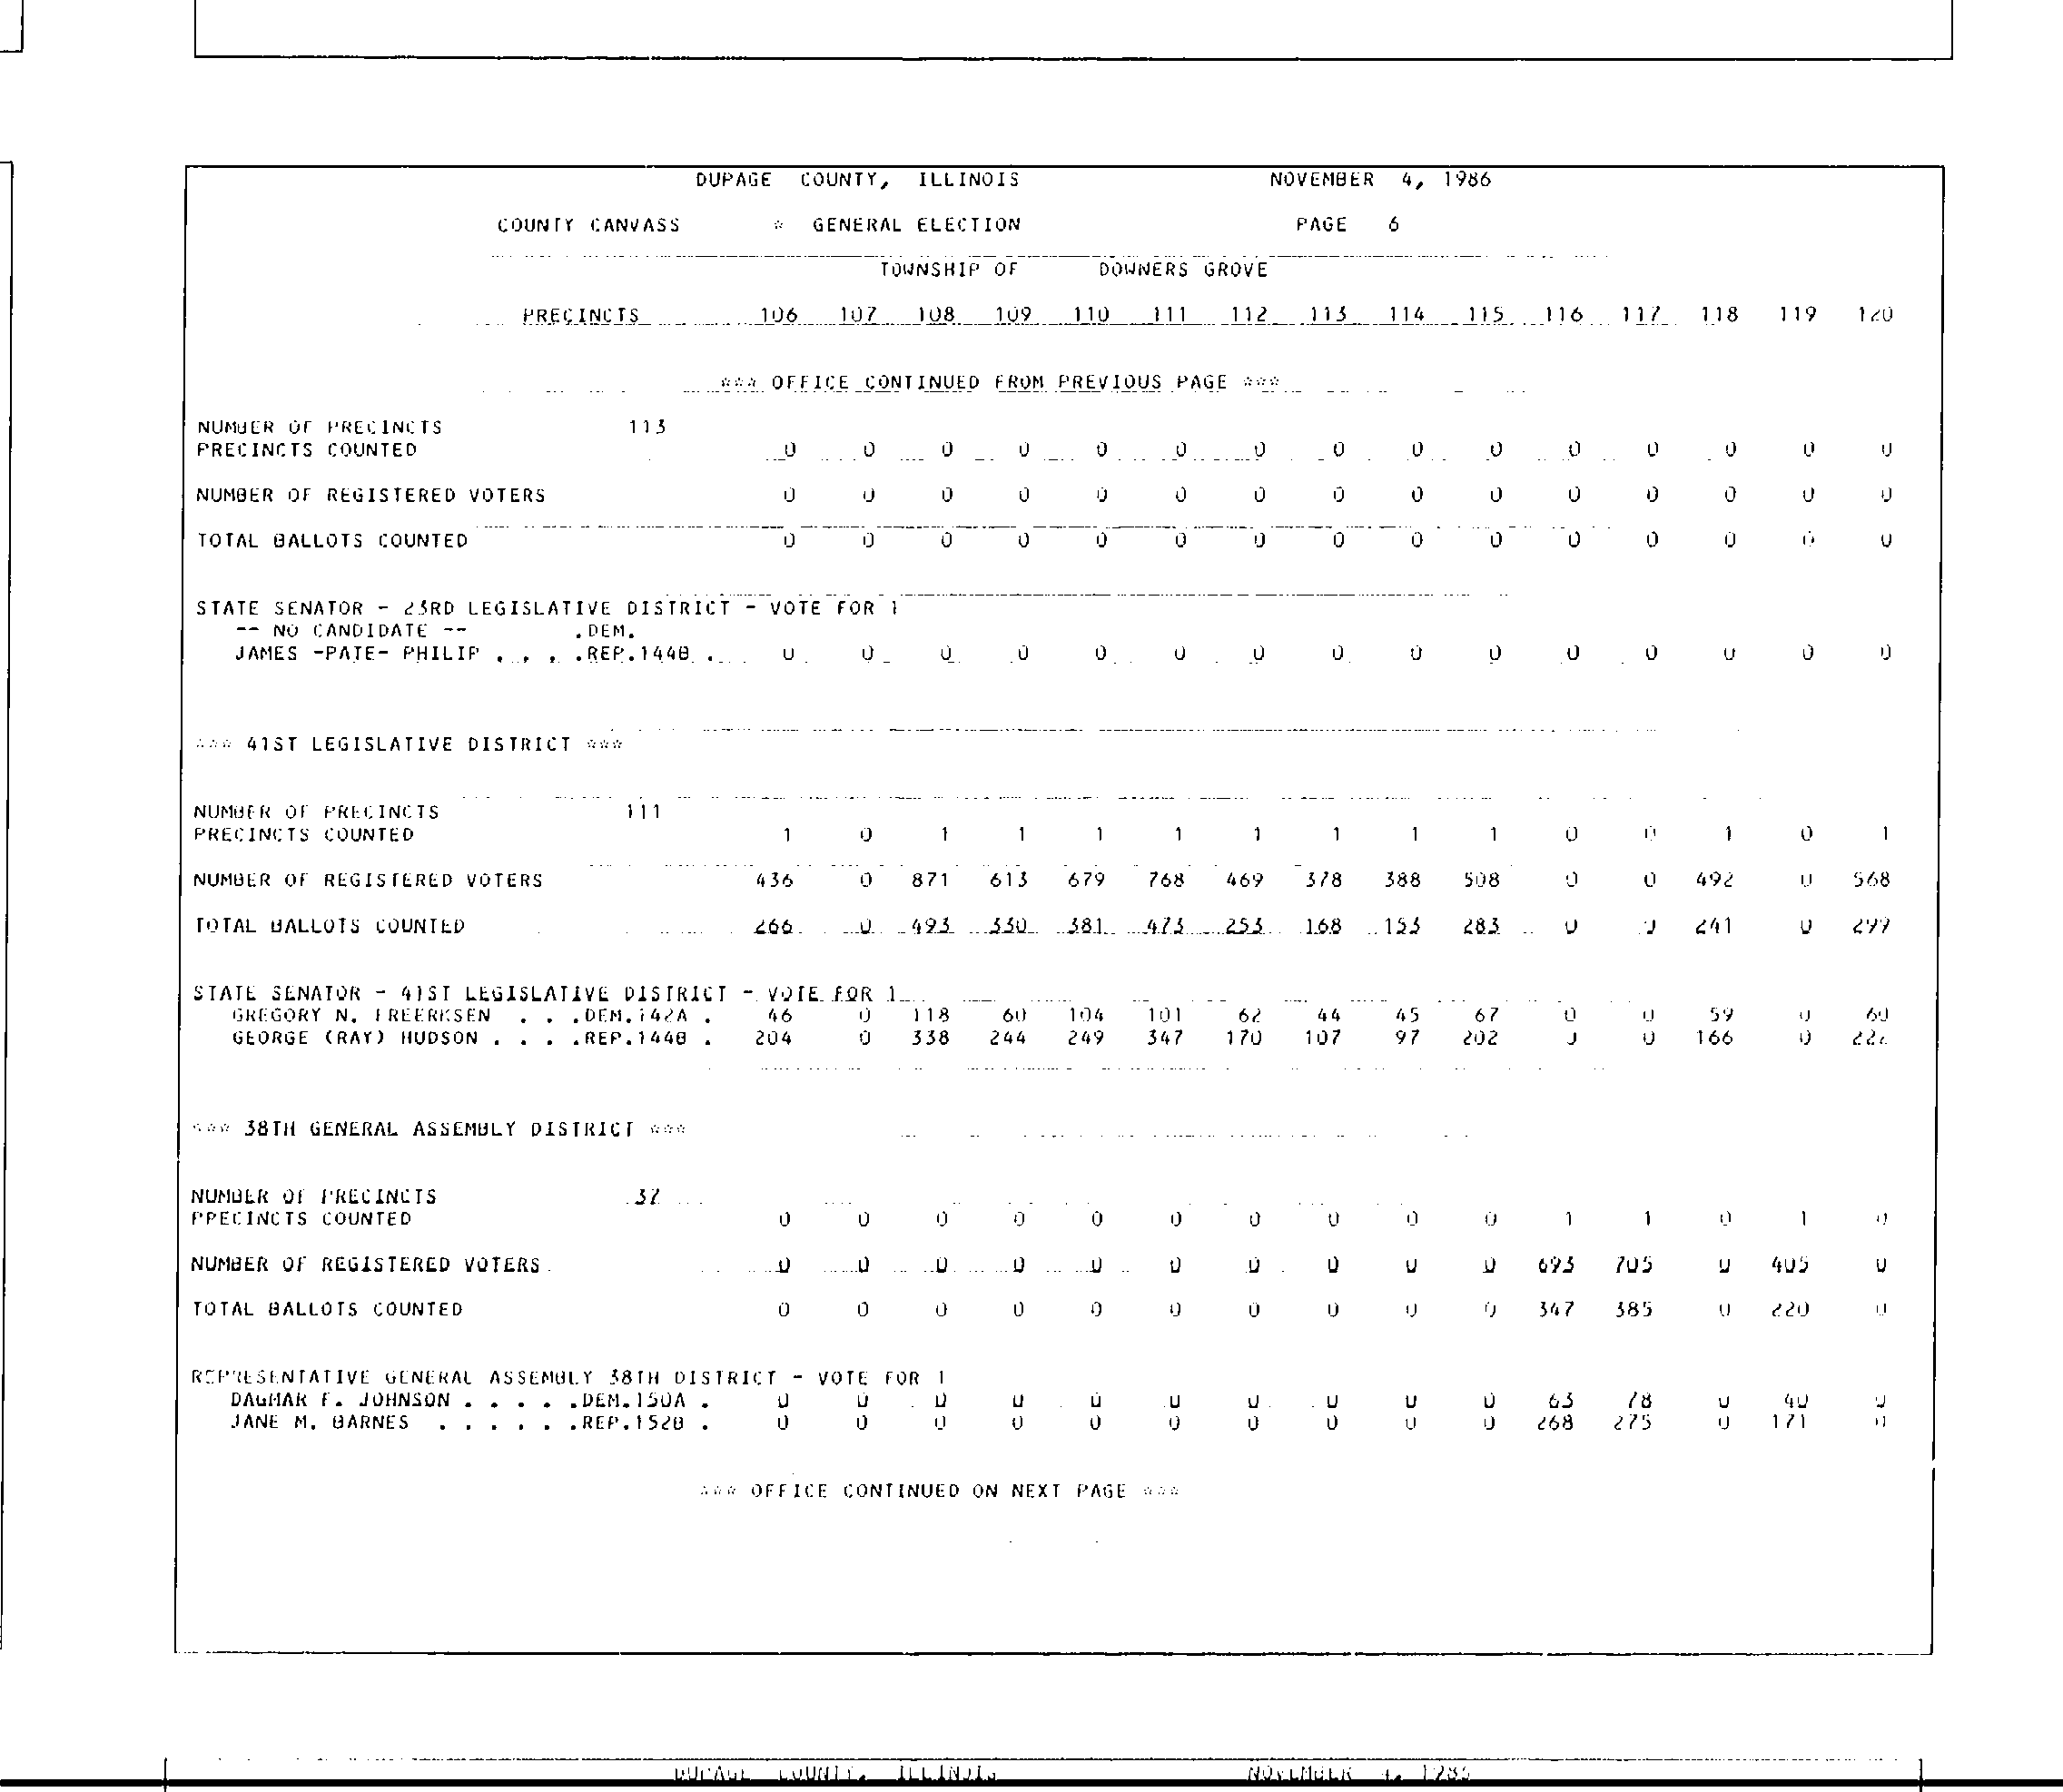 DUPAGE COUNTY, ILLINOIS NOVEMBER 4, 1986
COUNTY CANVASS * GENERAL ELECTION PAGE 6
TOWNSHIP OF DOWNERS GROVE
PRECINCTS 106 107 108 109 110 111 112 113 114 115 116 117 118 119 120
*** OFFICE CONTINUED FROM PREVIOUS PAGE ***
NUMBER OF PRECINCTS 113
PRECINCTS COUNTED 0 0 0 0 0 0 0 0 0 0 0 0 0 0 0
NUMBER OF REGISTERED VOTERS 0 0 0 0 0 0 0 0 0 0 0 0 0 0 0
TOTAL BALLOTS COUNTED 0 0 0 0 0 0 0 0 0 0 0 0 0 0 0
STATE SENATOR - 23RD LEGISLATIVE DISTRICT - VOTE FOR 1
-- NO CANDIDATE -- .DEM.
JAMES -PATE- PHILIP . . . .REP.144B . 0 0 0 0 0 0 0 0 0 0 0 0 0 0 0
*** 41ST LEGISLATIVE DISTRICT ***
NUMBER OF PRECINCTS 111
PRECINCTS COUNTED 1 0 1 1 1 1 1 1 1 1 0 0 1 0 1
NUMBER OF REGISTERED VOTERS 436 0 871 613 679 768 469 378 388 508 0 0 492 0 568
TOTAL BALLOTS COUNTED 266 0 493 330 381 473 253 168 153 283 0 0 241 0 299
STATE SENATOR - 41ST LEGISLATIVE DISTRICT - VOTE FOR 1
GREGORY N. FREERKSEN . . .DEM.142A . 46 0 118 60 104 101 62 44 45 67 0 0 59 0 60
GEORGE (RAY) HUDSON . . . .REP.144B . 204 0 338 244 249 347 170 107 97 202 0 0 166 0 222
*** 38TH GENERAL ASSEMBLY DISTRICT ***
NUMBER OF PRECINCTS 37
PRECINCTS COUNTED 0 0 0 0 0 0 0 0 0 0 1 1 0 1 0
NUMBER OF REGISTERED VOTERS 0 0 0 0 0 0 0 0 0 0 693 705 0 405 0
TOTAL BALLOTS COUNTED 0 0 0 0 0 0 0 0 0 0 347 385 0 220 0
REPRESENTATIVE GENERAL ASSEMBLY 38TH DISTRICT - VOTE FOR 1
DAGMAR F. JOHNSON . . . . .DEM.150A . 0 0 0 0 0 0 0 0 0 0 63 78 0 40 0
JANE M. BARNES . . . . . .REP.152B . 0 0 0 0 0 0 0 0 0 0 268 275 0 171 0
*** OFFICE CONTINUED ON NEXT PAGE ***
DUPAGE COUNTY, ILLINOIS NOVEMBER 4, 1986